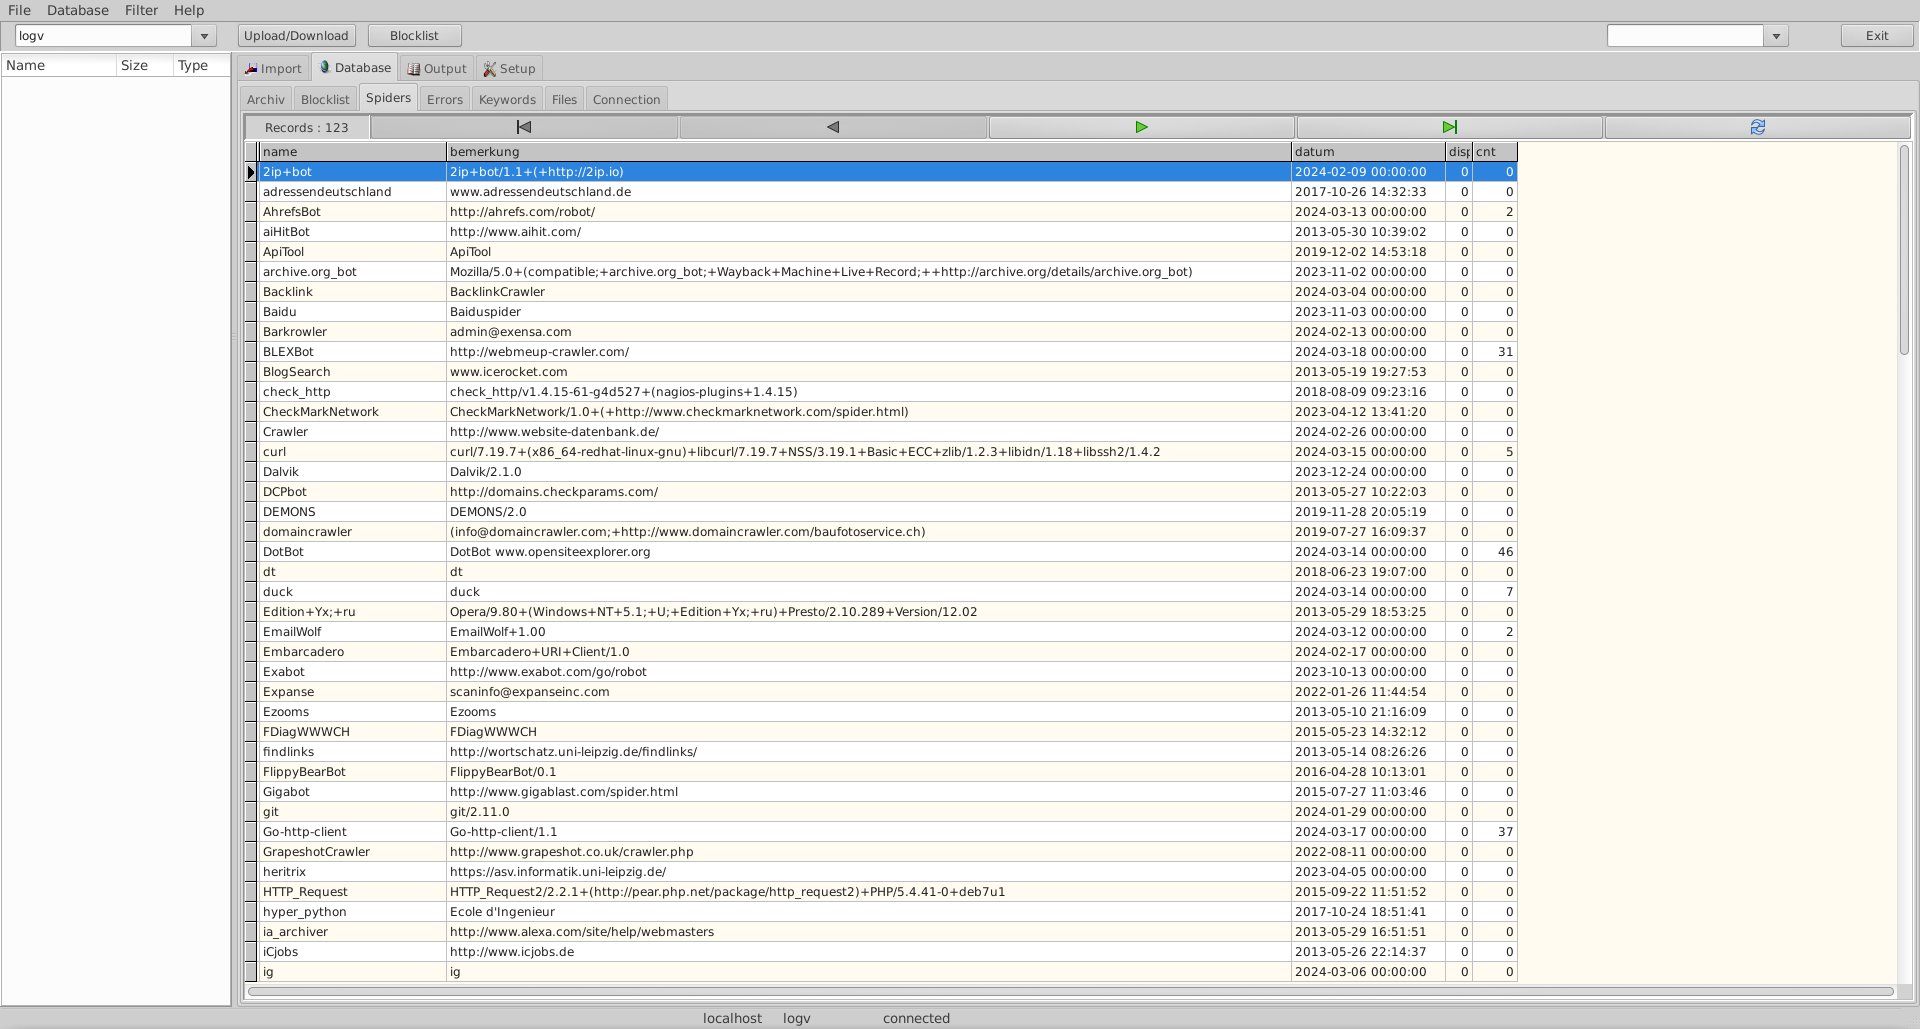 File Database Filter Help
logv Upload/Download Blocklist Exit
Name Size Type
Import Database Output Setup
Archiv Blocklist Spiders Errors Keywords Files Connection
Records : 123
name bemerkung datum disp cnt
2ip+bot 2ip+bot/1.1+(+http://2ip.io) 2024-02-09 00:00:00 0 0
adressendeutschland www.adressendeutschland.de 2017-10-26 14:32:33 0 0
AhrefsBot http://ahrefs.com/robot/ 2024-03-13 00:00:00 0 2
aiHitBot http://www.aihit.com/ 2013-05-30 10:39:02 0 0
ApiTool ApiTool 2019-12-02 14:53:18 0 0
archive.org_bot Mozilla/5.0+(compatible;+archive.org_bot;+Wayback+Machine+Live+Record;++http://archive.org/details/archive.org_bot) 2023-11-02 00:00:00 0 0
Backlink BacklinkCrawler 2024-03-04 00:00:00 0 0
Baidu Baiduspider 2023-11-03 00:00:00 0 0
Barkrowler admin@exensa.com 2024-02-13 00:00:00 0 0
BLEXBot http://webmeup-crawler.com/ 2024-03-18 00:00:00 0 31
BlogSearch www.icerocket.com 2013-05-19 19:27:53 0 0
check_http check_http/v1.4.15-61-g4d527+(nagios-plugins+1.4.15) 2018-08-09 09:23:16 0 0
CheckMarkNetwork CheckMarkNetwork/1.0+(+http://www.checkmarknetwork.com/spider.html) 2023-04-12 13:41:20 0 0
Crawler http://www.website-datenbank.de/ 2024-02-26 00:00:00 0 0
curl curl/7.19.7+(x86_64-redhat-linux-gnu)+libcurl/7.19.7+NSS/3.19.1+Basic+ECC+zlib/1.2.3+libidn/1.18+libssh2/1.4.2 2024-03-15 00:00:00 0 5
Dalvik Dalvik/2.1.0 2023-12-24 00:00:00 0 0
DCPbot http://domains.checkparams.com/ 2013-05-27 10:22:03 0 0
DEMONS DEMONS/2.0 2019-11-28 20:05:19 0 0
domaincrawler (info@domaincrawler.com;+http://www.domaincrawler.com/baufotoservice.ch) 2019-07-27 16:09:37 0 0
DotBot DotBot www.opensiteexplorer.org 2024-03-14 00:00:00 0 46
dt dt 2018-06-23 19:07:00 0 0
duck duck 2024-03-14 00:00:00 0 7
Edition+Yx;+ru Opera/9.80+(Windows+NT+5.1;+U;+Edition+Yx;+ru)+Presto/2.10.289+Version/12.02 2013-05-29 18:53:25 0 0
EmailWolf EmailWolf+1.00 2024-03-12 00:00:00 0 2
Embarcadero Embarcadero+URI+Client/1.0 2024-02-17 00:00:00 0 0
Exabot http://www.exabot.com/go/robot 2023-10-13 00:00:00 0 0
Expanse scaninfo@expanseinc.com 2022-01-26 11:44:54 0 0
Ezooms Ezooms 2013-05-10 21:16:09 0 0
FDiagWWWCH FDiagWWWCH 2015-05-23 14:32:12 0 0
findlinks http://wortschatz.uni-leipzig.de/findlinks/ 2013-05-14 08:26:26 0 0
FlippyBearBot FlippyBearBot/0.1 2016-04-28 10:13:01 0 0
Gigabot http://www.gigablast.com/spider.html 2015-07-27 11:03:46 0 0
git git/2.11.0 2024-01-29 00:00:00 0 0
Go-http-client Go-http-client/1.1 2024-03-17 00:00:00 0 37
GrapeshotCrawler http://www.grapeshot.co.uk/crawler.php 2022-08-11 00:00:00 0 0
heritrix https://asv.informatik.uni-leipzig.de/ 2023-04-05 00:00:00 0 0
HTTP_Request HTTP_Request2/2.2.1+(http://pear.php.net/package/http_request2)+PHP/5.4.41-0+deb7u1 2015-09-22 11:51:52 0 0
hyper_python Ecole d'Ingenieur 2017-10-24 18:51:41 0 0
ia_archiver http://www.alexa.com/site/help/webmasters 2013-05-29 16:51:51 0 0
iCjobs http://www.icjobs.de 2013-05-26 22:14:37 0 0
ig ig 2024-03-06 00:00:00 0 0
localhost logv connected